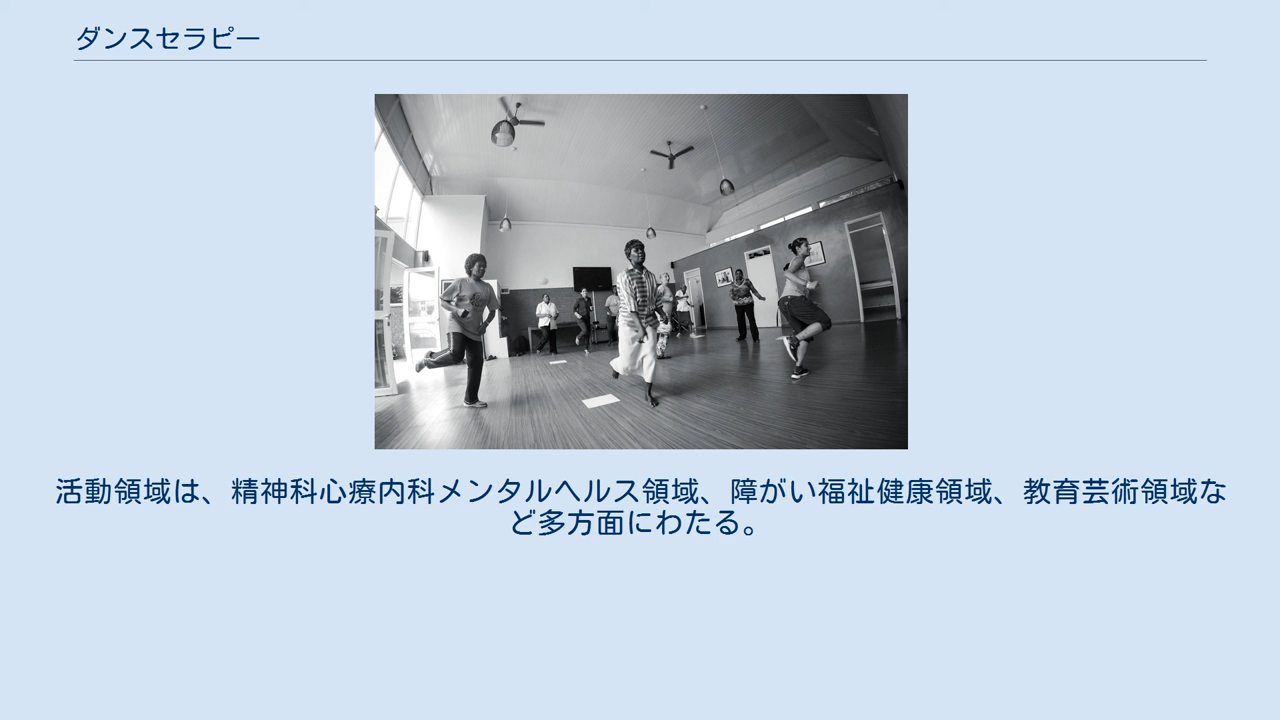 ダンスセラピー
活動領域は、精神科心療内科メンタルヘルス領域、障がい福祉健康領域、教育芸術領域な
ど多方面にわたる。